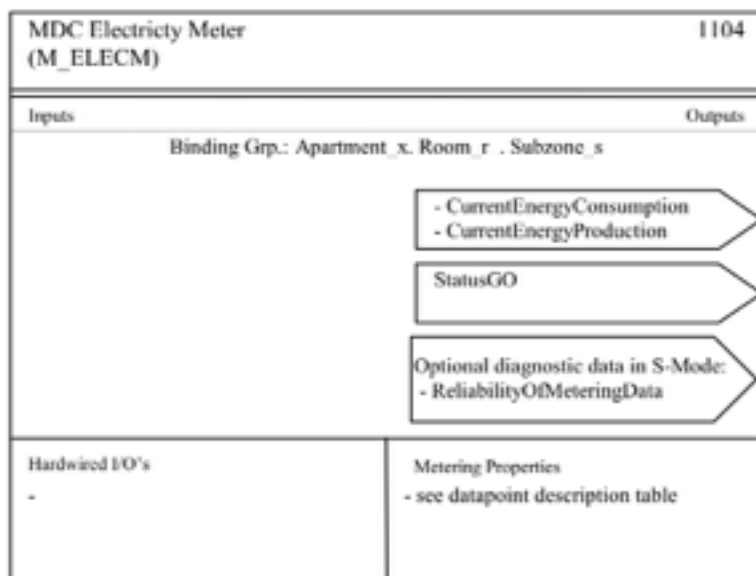 MDC Electricty Meter 1104
(M_ELECM)
Inputs Outputs
Binding Grp.: Apartment_x. Room_r . Subzone_s
- CurrentEnergyConsumption
- CurrentEnergyProduction
StatusGO
Optional diagnostic data in S-Mode:
- ReliabilityOfMeteringData
Hardwired I/O's Metering Properties
- - see datapoint description table